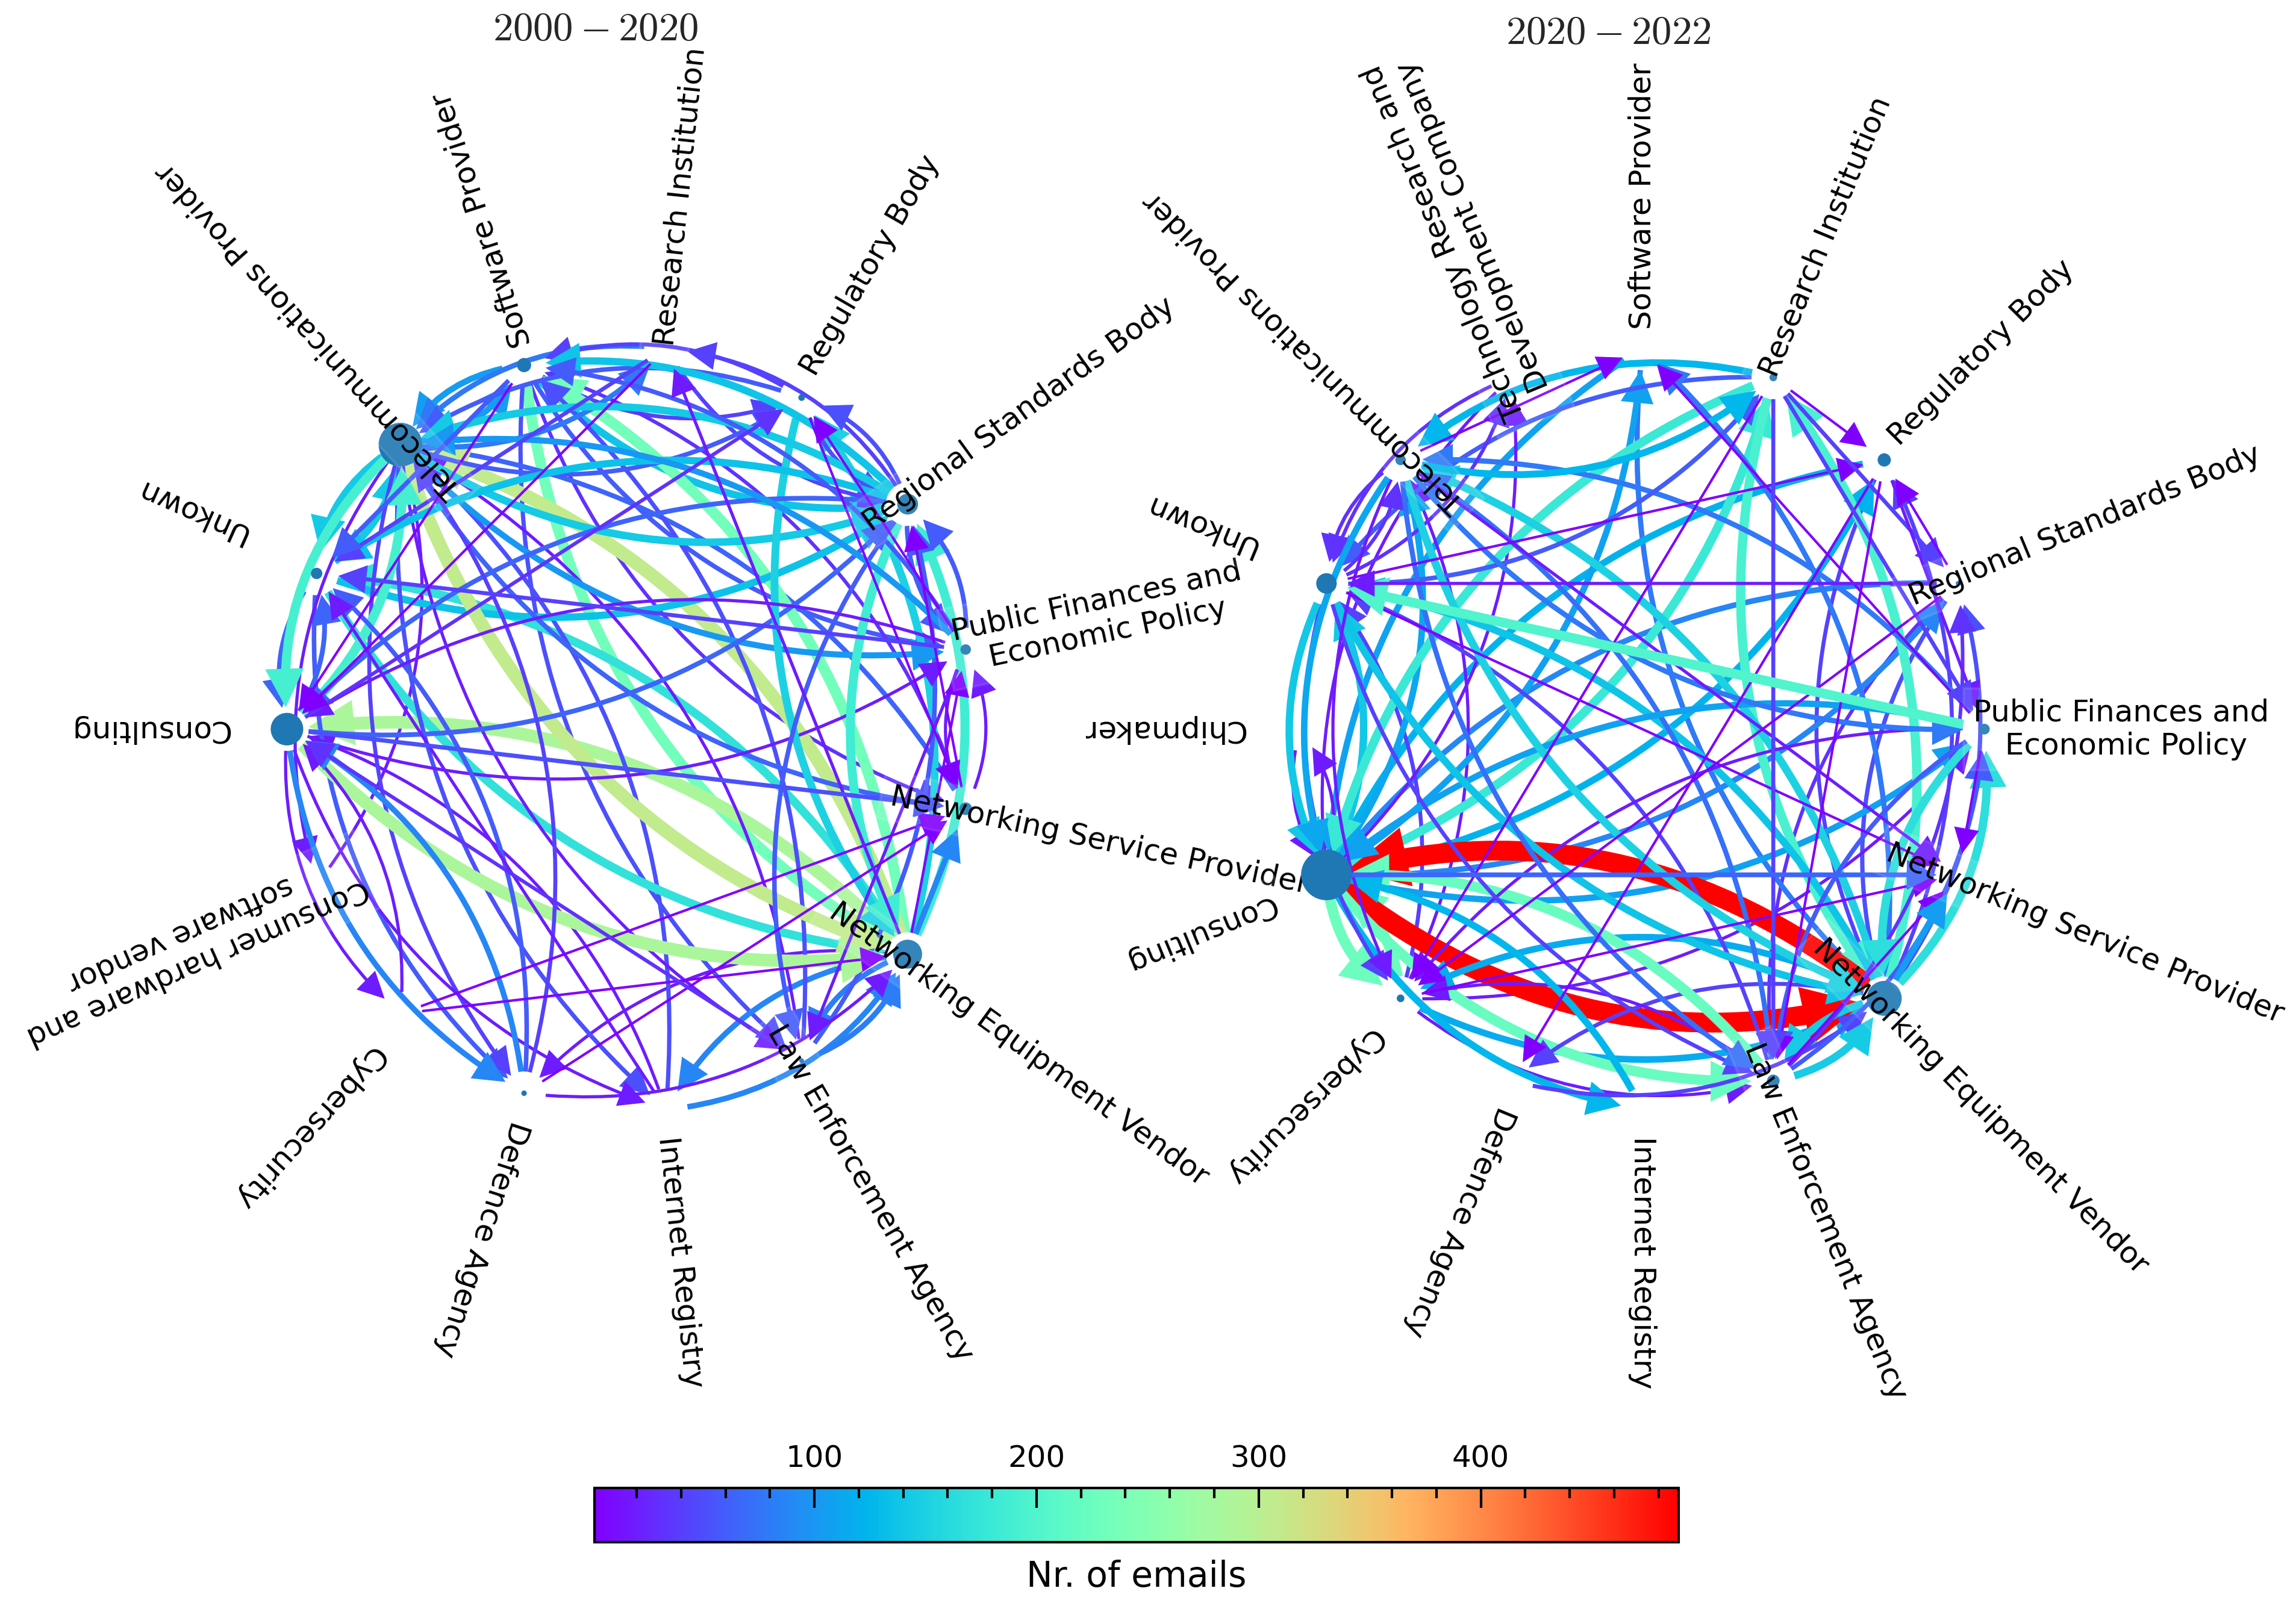 2000 – 2020
Research Institution
Software Provider
Regulatory Body
Telecommunications Provider
Regional Standards Body
Unkown
Public Finances and
Economic Policy
Consulting
Networking Service Provider
Consumer hardware and
software vendor
Networking Equipment Vendor
Cybersecurity
Law Enforcement Agency
Defence Agency
Internet Registry
2020 – 2022
Technology Research and
Development Company
Software Provider
Research Institution
Telecommunications Provider
Regulatory Body
Regional Standards Body
Unkown
Public Finances and
Economic Policy
Chipmaker
Networking Service Provider
Consulting
Networking Equipment Vendor
Cybersecurity
Law Enforcement Agency
Defence Agency
Internet Registry
100 200 300 400
Nr. of emails